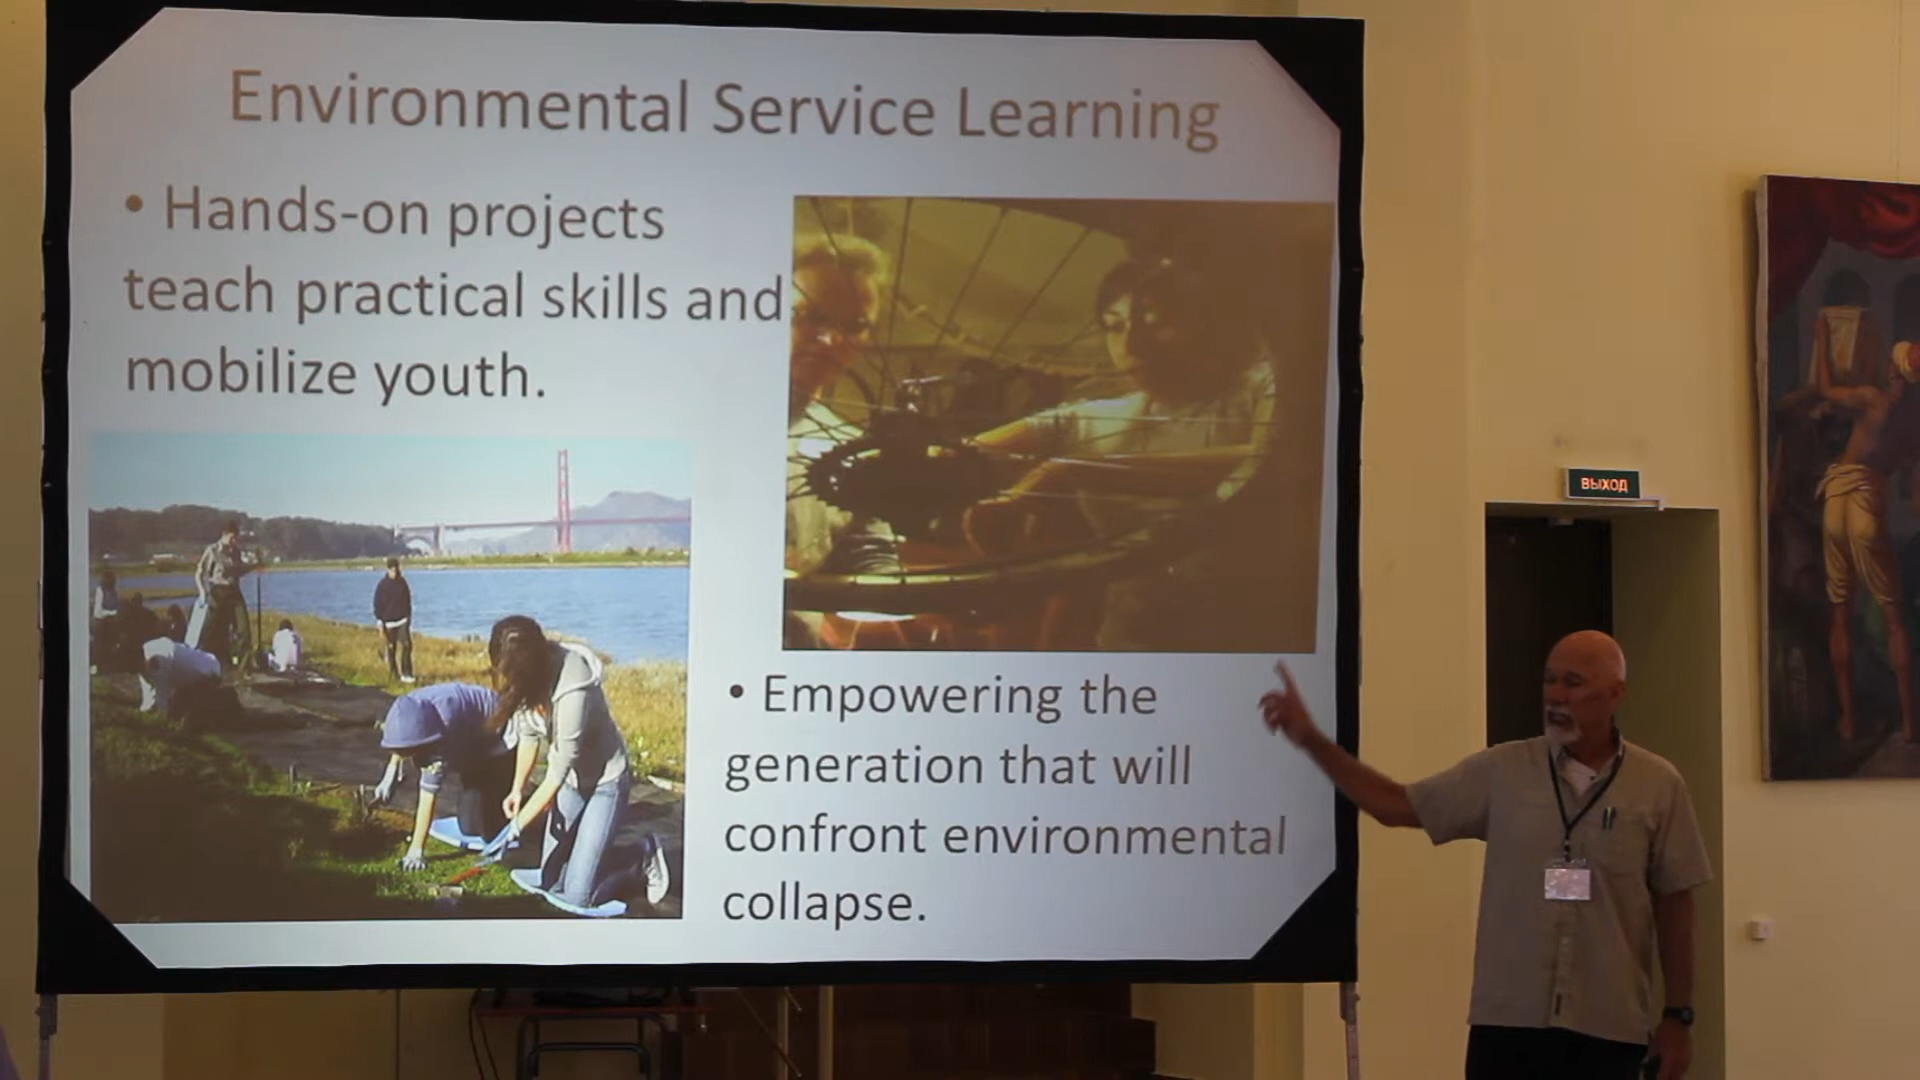 Environmental Service Learning
• Hands-on projects
teach practical skills and
mobilize youth.
• Empowering the
generation that will
confront environmental
collapse.
ВЫХОД